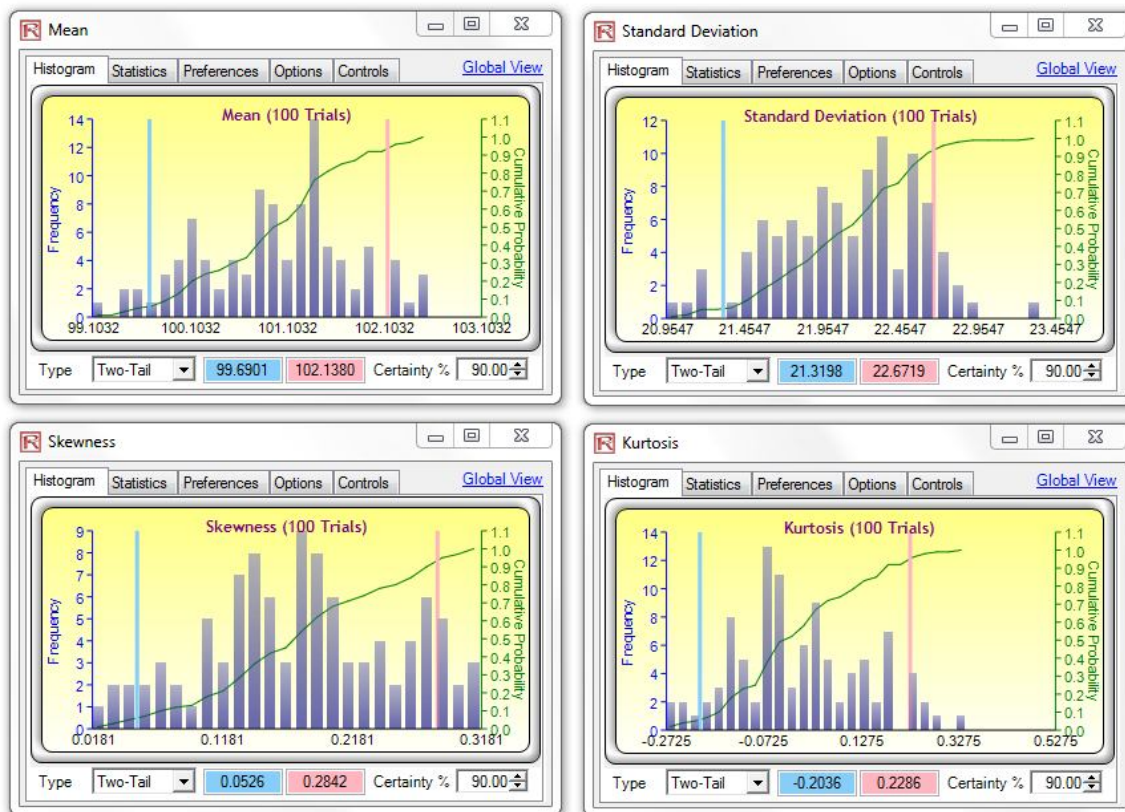 Mean
Histogram Statistics Preferences Options Controls Global View
Mean (100 Trials)
Frequency
14
12
10
8
6
4
2
0
1.1
1.0
0.9
0.8
0.7
0.6
0.5
0.4
0.3
0.2
0.1
0.0
Cumulative Probability
99.1032 100.1032 101.1032 102.1032 103.1032
Type Two-Tail 99.6901 102.1380 Certainty % 90.00
Standard Deviation
Histogram Statistics Preferences Options Controls Global View
Standard Deviation (100 Trials)
Frequency
12
10
8
6
4
2
0
1.1
1.0
0.9
0.8
0.7
0.6
0.5
0.4
0.3
0.2
0.1
0.0
Cumulative Probability
20.9547 21.4547 21.9547 22.4547 22.9547 23.4547
Type Two-Tail 21.3198 22.6719 Certainty % 90.00
Skewness
Histogram Statistics Preferences Options Controls Global View
Skewness (100 Trials)
Frequency
9
8
7
6
5
4
3
2
1
0
1.1
1.0
0.9
0.8
0.7
0.6
0.5
0.4
0.3
0.2
0.1
0.0
Cumulative Probability
0.0181 0.1181 0.2181 0.3181
Type Two-Tail 0.0526 0.2842 Certainty % 90.00
Kurtosis
Histogram Statistics Preferences Options Controls Global View
Kurtosis (100 Trials)
Frequency
14
12
10
8
6
4
2
0
1.1
1.0
0.9
0.8
0.7
0.6
0.5
0.4
0.3
0.2
0.1
0.0
Cumulative Probability
-0.2725 -0.0725 0.1275 0.3275 0.5275
Type Two-Tail -0.2036 0.2286 Certainty % 90.00